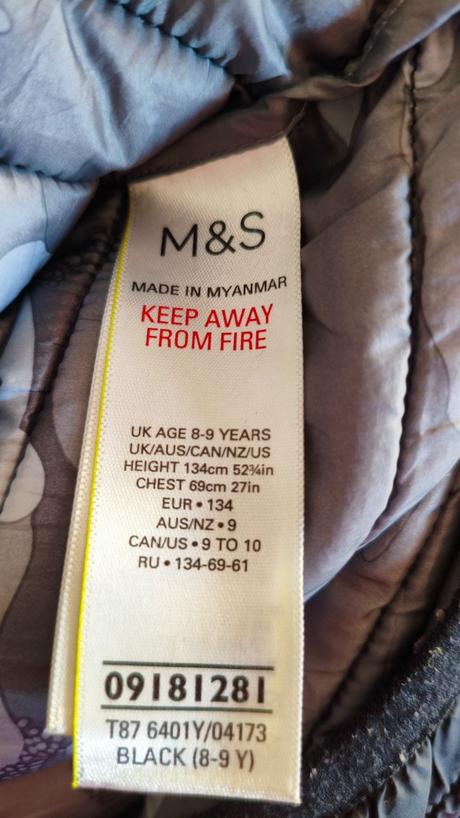 M&S
MADE IN MYANMAR
KEEP AWAY
FROM FIRE
UK AGE 8-9 YEARS
UK/AUS/CAN/NZ/US
HEIGHT 134cm 52¾in
CHEST 69cm 27in
EUR • 134
AUS/NZ • 9
CAN/US • 9 TO 10
RU • 134-69-61
09181281
T87 6401Y/04173
BLACK (8-9 Y)